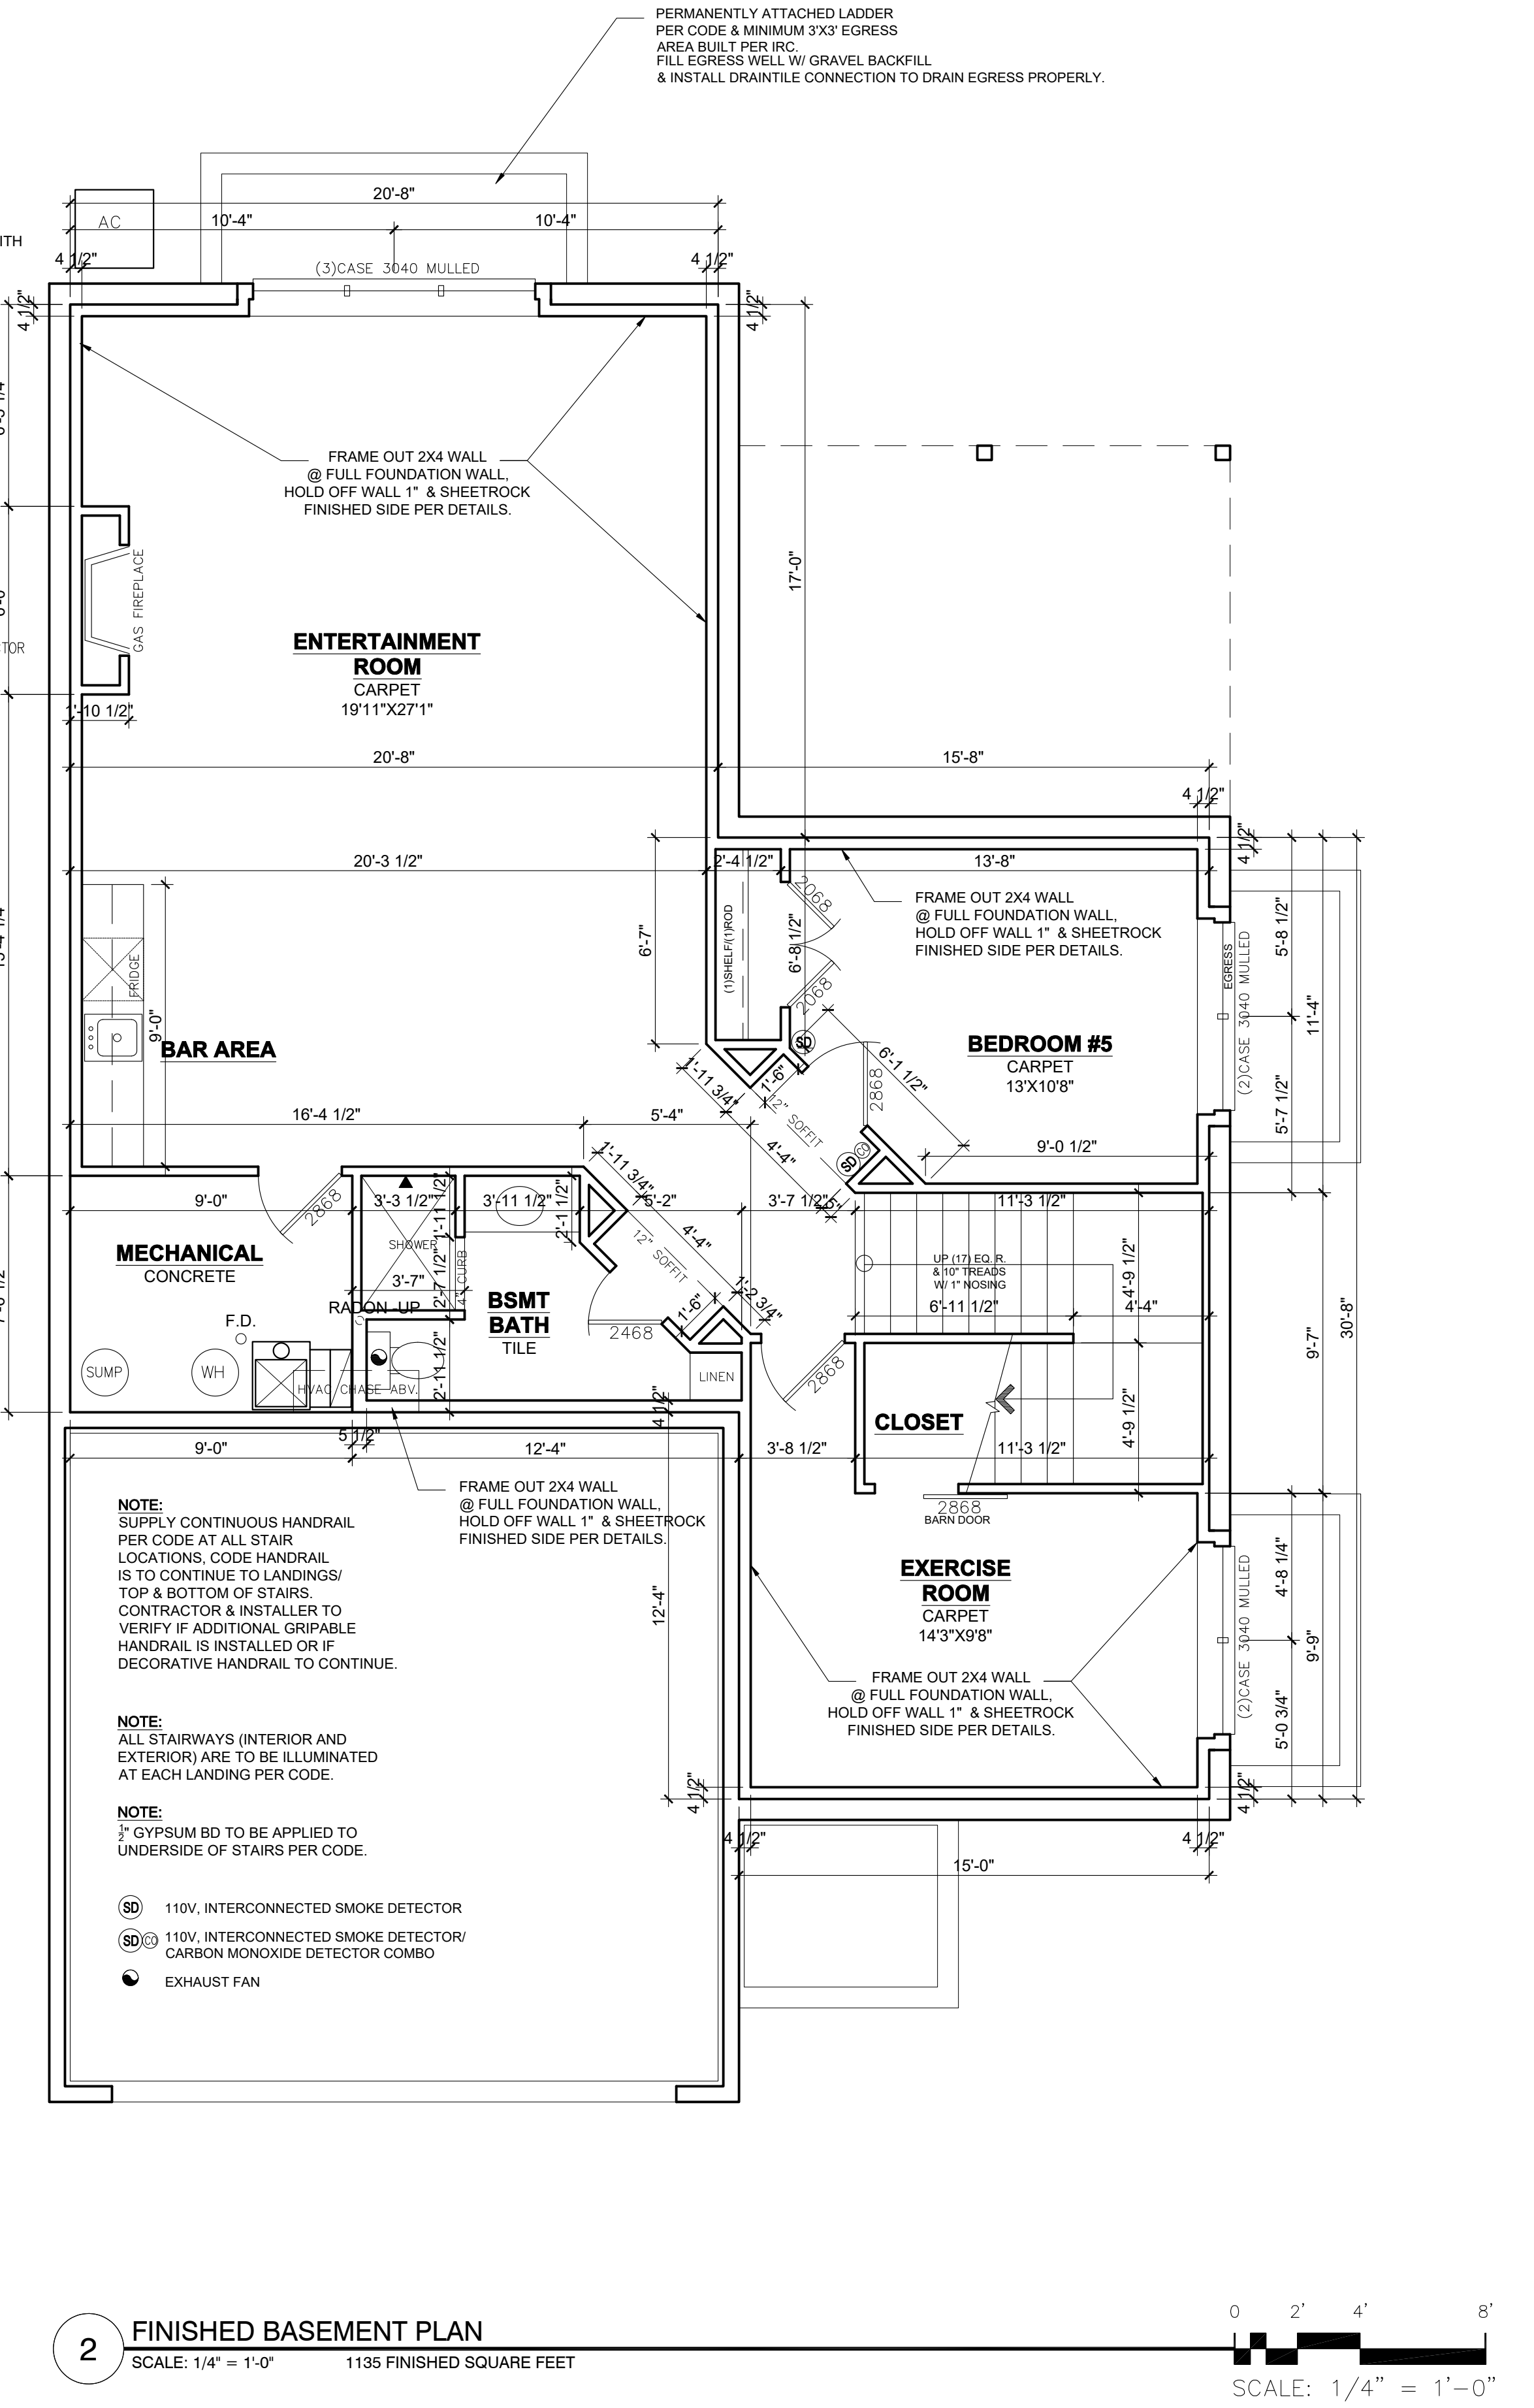 PERMANENTLY ATTACHED LADDER
PER CODE & MINIMUM 3'X3' EGRESS
AREA BUILT PER IRC.
FILL EGRESS WELL W/ GRAVEL BACKFILL
& INSTALL DRAINTILE CONNECTION TO DRAIN EGRESS PROPERLY.
20'-8"
AC
10'-4"
10'-4"
ITH
4 1/2"
(3)CASE 3040 MULLED
4 1/2"
4 1/2"
4 1/2"
FRAME OUT 2X4 WALL
@ FULL FOUNDATION WALL,
HOLD OFF WALL 1" & SHEETROCK
FINISHED SIDE PER DETAILS.
17'-0"
GAS FIREPLACE
ENTERTAINMENT
ROOM
CARPET
19'11"X27'1"
TOR
1'-10 1/2"
20'-8"
15'-8"
4 1/2"
4 1/2"
20'-3 1/2"
2'-4 1/2"
13'-8"
2068
FRAME OUT 2X4 WALL
@ FULL FOUNDATION WALL,
HOLD OFF WALL 1" & SHEETROCK
FINISHED SIDE PER DETAILS.
6'-7"
(1)SHELF/(1)ROD
6'-8 1/2"
2068
EGRESS
(2)CASE 3040 MULLED
5'-8 1/2"
11'-4"
5'-7 1/2"
FRIDGE
9'-0"
BAR AREA
SD
BEDROOM #5
CARPET
13'X10'8"
1'-11 3/4"
1'-6"
2868
6'-1 1/2"
12" SOFFIT
16'-4 1/2"
5'-4"
4'-4"
SD
CO
9'-0 1/2"
1'-11 3/4"
9'-0"
2868
3'-3 1/2"
1'-11 1/2"
3'-11 1/2"
2'-1 1/2"
5'-2"
3'-7 1/2"
5"
11'-3 1/2"
MECHANICAL
CONCRETE
SHOWER
2'-7 1/2"
4" CURB
3'-7"
12" SOFFIT
4'-4"
UP (17) EQ. R.
& 10" TREADS
W/ 1" NOSING
4'-9 1/2"
BSMT
BATH
TILE
1'-2 3/4"
1'-6"
6'-11 1/2"
4'-4"
RADON -UP
F.D.
2468
2868
30'-8"
9'-7"
SUMP
WH
HVAC CHASE ABV.
2'-11 1/2"
LINEN
4 1/2"
CLOSET
4'-9 1/2"
5 1/2"
9'-0"
12'-4"
3'-8 1/2"
11'-3 1/2"
FRAME OUT 2X4 WALL
@ FULL FOUNDATION WALL,
HOLD OFF WALL 1" & SHEETROCK
FINISHED SIDE PER DETAILS.
2868
BARN DOOR
NOTE:
SUPPLY CONTINUOUS HANDRAIL
PER CODE AT ALL STAIR
LOCATIONS, CODE HANDRAIL
IS TO CONTINUE TO LANDINGS/
TOP & BOTTOM OF STAIRS.
CONTRACTOR & INSTALLER TO
VERIFY IF ADDITIONAL GRIPABLE
HANDRAIL IS INSTALLED OR IF
DECORATIVE HANDRAIL TO CONTINUE.
12'-4"
EXERCISE
ROOM
CARPET
14'3"X9'8"
(2)CASE 3040 MULLED
4'-8 1/4"
9'-9"
5'-0 3/4"
FRAME OUT 2X4 WALL
@ FULL FOUNDATION WALL,
HOLD OFF WALL 1" & SHEETROCK
FINISHED SIDE PER DETAILS.
NOTE:
ALL STAIRWAYS (INTERIOR AND
EXTERIOR) ARE TO BE ILLUMINATED
AT EACH LANDING PER CODE.
4 1/2"
4 1/2"
NOTE:
1/2" GYPSUM BD TO BE APPLIED TO
UNDERSIDE OF STAIRS PER CODE.
4 1/2"
4 1/2"
15'-0"
SD 110V, INTERCONNECTED SMOKE DETECTOR
SD CO 110V, INTERCONNECTED SMOKE DETECTOR/
CARBON MONOXIDE DETECTOR COMBO
EXHAUST FAN
2
FINISHED BASEMENT PLAN
SCALE: 1/4" = 1'-0" 1135 FINISHED SQUARE FEET
0 2' 4' 8'
SCALE: 1/4" = 1'-0"